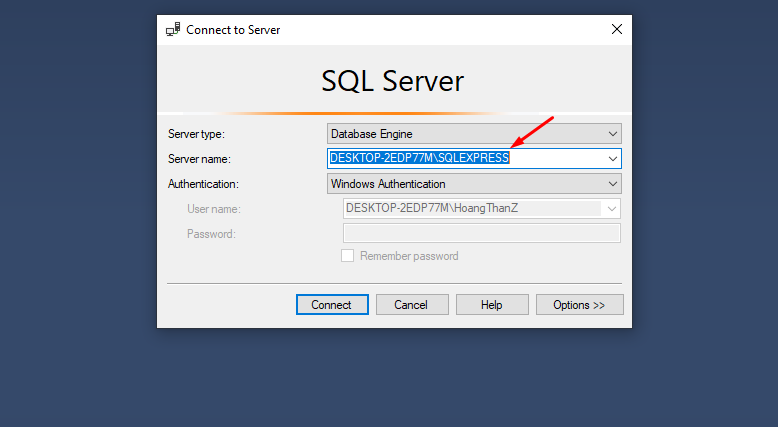 Connect to Server
SQL Server
Server type: Database Engine
Server name: DESKTOP-2EDP77M\SQLEXPRESS
Authentication: Windows Authentication
User name: DESKTOP-2EDP77M\HoangThanZ
Password:
Remember password
Connect Cancel Help Options >>